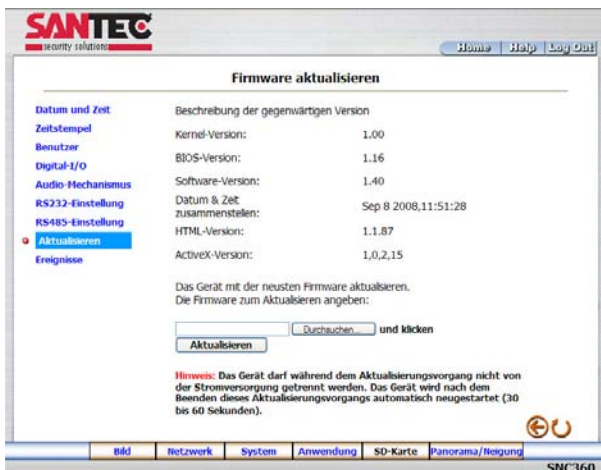 SANTEC
security solutions
Home | Help | Log Out
Firmware aktualisieren
Datum und Zeit
Zeitstempel
Benutzer
Digital-I/O
Audio-Mechanismus
RS232-Einstellung
RS485-Einstellung
Aktualisieren
Ereignisse
Beschreibung der gegenwärtigen Version
Kernel-Version: 1.00
BIOS-Version: 1.16
Software-Version: 1.40
Datum & Zeit
zusammenstellen: Sep 8 2008,11:51:28
HTML-Version: 1.1.87
ActiveX-Version: 1,0,2,15
Das Gerät mit der neusten Firmware aktualisieren.
Die Firmware zum Aktualisieren angeben:
Durchsuchen... und klicken
Aktualisieren
Hinweis: Das Gerät darf während dem Aktualisierungsvorgang nicht von
der Stromversorgung getrennt werden. Das Gerät wird nach dem
Beenden dieses Aktualisierungsvorgangs automatisch neugestartet (30
bis 60 Sekunden).
Bild Netzwerk System Anwendung SD-Karte Panorama/Neigung
SNC360